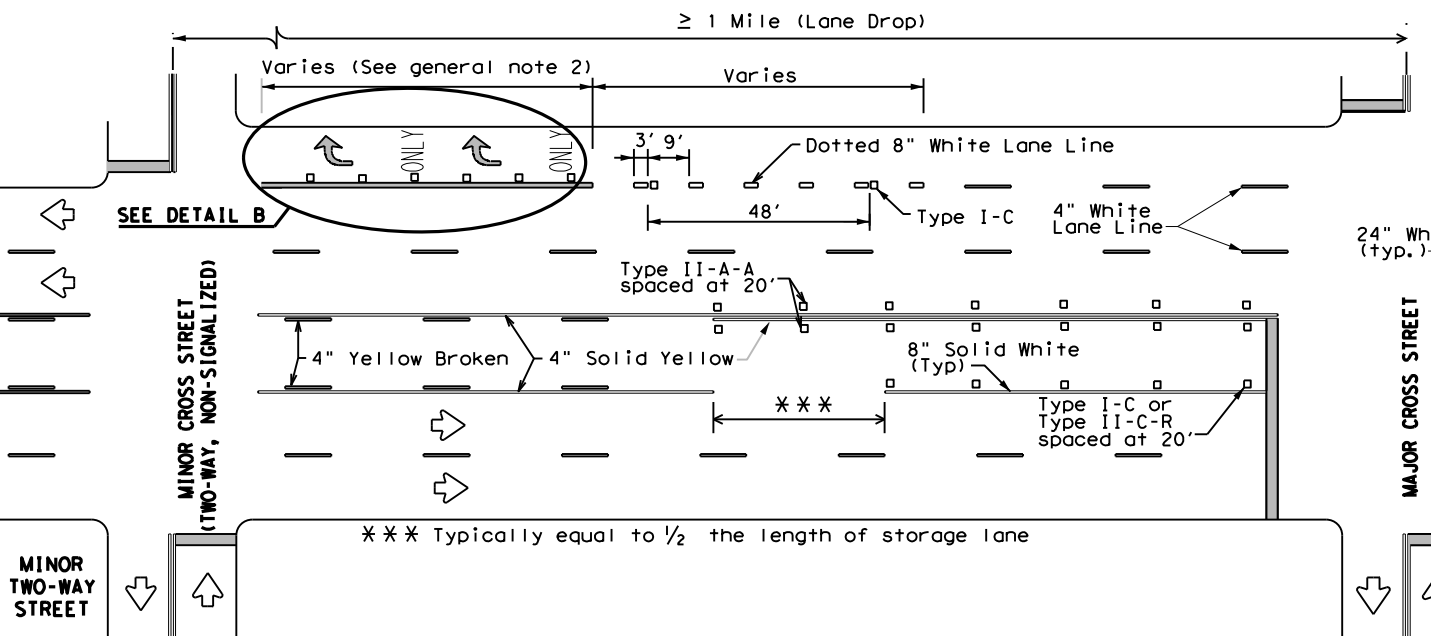 ≥ 1 Mile (Lane Drop)
Varies (See general note 2)
Varies
ONLY
ONLY
3' 9'
Dotted 8" White Lane Line
SEE DETAIL B
48'
Type I-C
4" White
Lane Line
24" Wh
(typ.)
Type II-A-A
spaced at 20'
MINOR CROSS STREET
(TWO-WAY, NON-SIGNALIZED)
4" Yellow Broken
4" Solid Yellow
8" Solid White
(Typ)
MAJOR CROSS STREET
***
Type I-C or
Type II-C-R
spaced at 20'
*** Typically equal to 1/2 the length of storage lane
MINOR
TWO-WAY
STREET